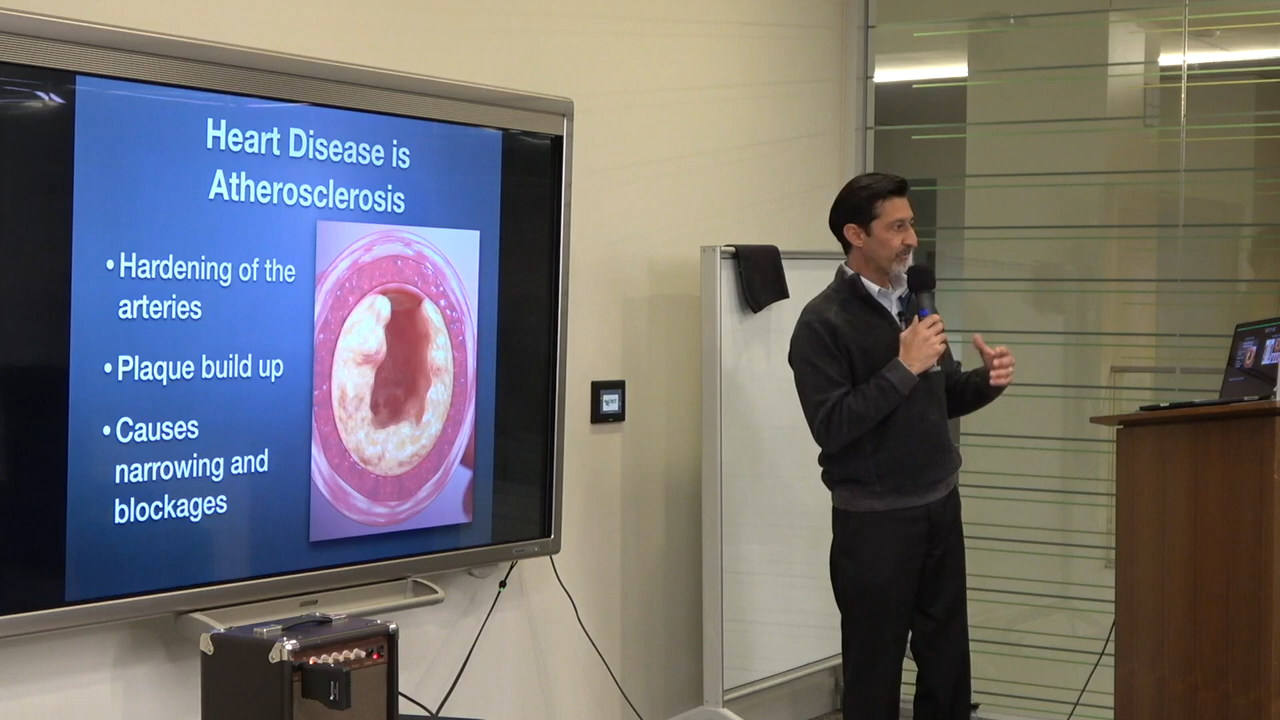 Heart Disease is
Atherosclerosis
•Hardening of the
arteries
•Plaque build up
•Causes
narrowing and
blockages